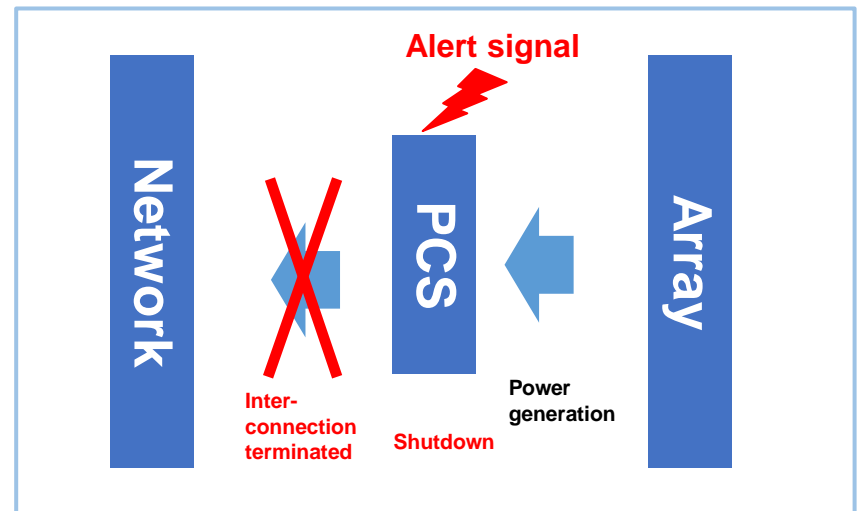 Alert signal
Network
PCS
Array
Power
generation
Inter-
connection
terminated
Shutdown